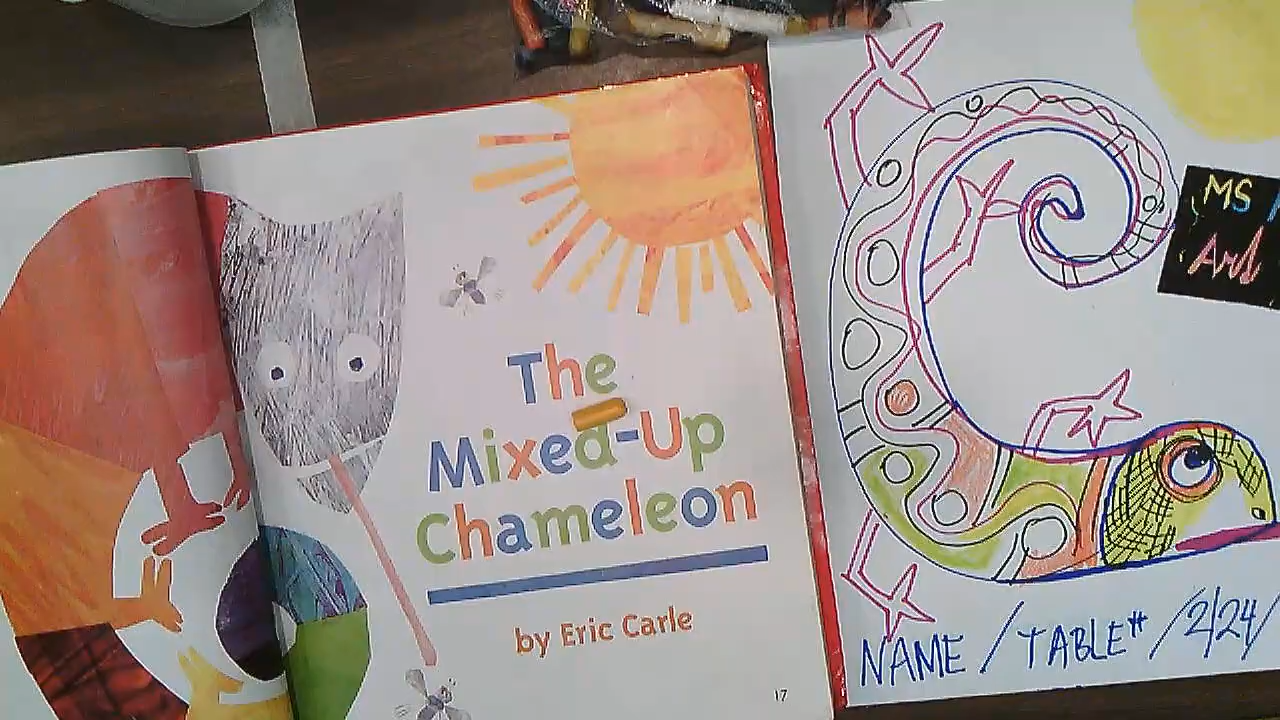 The
Mixed-Up
Chameleon
by Eric Carle
17
MS
Art
NAME / TABLE# / 2/24/